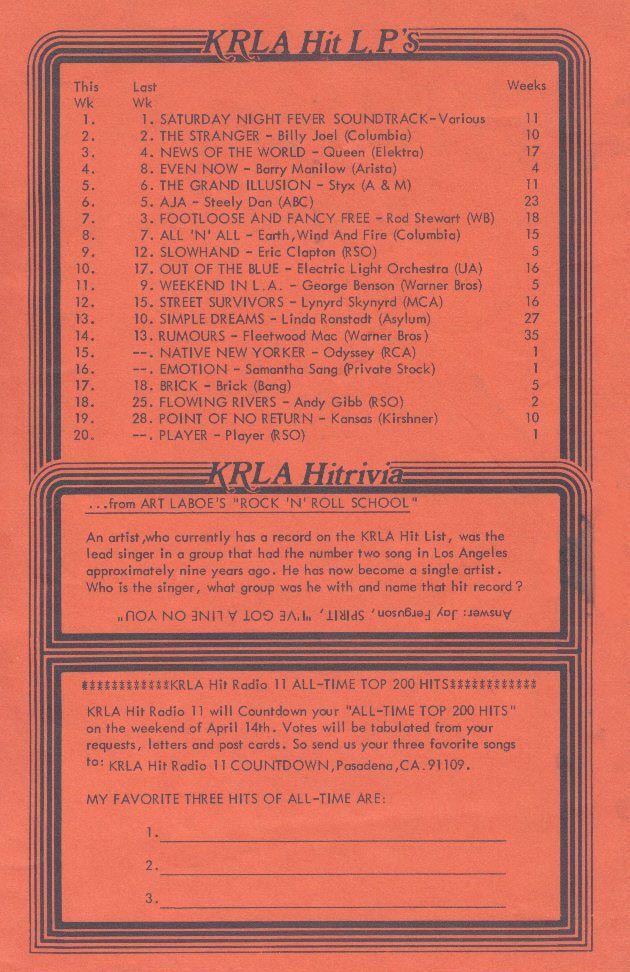 KRLA Hit L.P.'s
This Last Weeks
Wk Wk
1. 1. SATURDAY NIGHT FEVER SOUNDTRACK-Various 11
2. 2. THE STRANGER - Billy Joel (Columbia) 10
3. 4. NEWS OF THE WORLD - Queen (Elektra) 17
4. 8. EVEN NOW - Barry Manilow (Arista) 4
5. 6. THE GRAND ILLUSION - Styx (A & M) 11
6. 5. AJA - Steely Dan (ABC) 23
7. 3. FOOTLOOSE AND FANCY FREE - Rod Stewart (WB) 18
8. 7. ALL 'N' ALL - Earth,Wind And Fire (Columbia) 15
9. 12. SLOWHAND - Eric Clapton (RSO) 5
10. 17. OUT OF THE BLUE - Electric Light Orchestra (UA) 16
11. 9. WEEKEND IN L.A. - George Benson (Warner Bros) 5
12. 15. STREET SURVIVORS - Lynyrd Skynyrd (MCA) 16
13. 10. SIMPLE DREAMS - Linda Ronstadt (Asylum) 27
14. 13. RUMOURS - Fleetwood Mac (Warner Bros) 35
15. --. NATIVE NEW YORKER - Odyssey (RCA) 1
16. --. EMOTION - Samantha Sang (Private Stock) 1
17. 18. BRICK - Brick (Bang) 5
18. 25. FLOWING RIVERS - Andy Gibb (RSO) 2
19. 28. POINT OF NO RETURN - Kansas (Kirshner) 10
20. --. PLAYER - Player (RSO) 1
KRLA Hitrivia
...from ART LABOE'S "ROCK 'N' ROLL SCHOOL"
An artist,who currently has a record on the KRLA Hit List, was the
lead singer in a group that had the number two song in Los Angeles
approximately nine years ago. He has now become a single artist.
Who is the singer, what group was he with and name that hit record?
Answer: Jay Ferguson, SPIRIT, "I'VE GOT A LINE ON YOU"
************KRLA Hit Radio 11 ALL-TIME TOP 200 HITS************
KRLA Hit Radio 11 will Countdown your "ALL-TIME TOP 200 HITS"
on the weekend of April 14th. Votes will be tabulated from your
requests, letters and post cards. So send us your three favorite songs
to: KRLA Hit Radio 11 COUNTDOWN,Pasadena,CA.91109.
MY FAVORITE THREE HITS OF ALL-TIME ARE:
1.
2.
3.